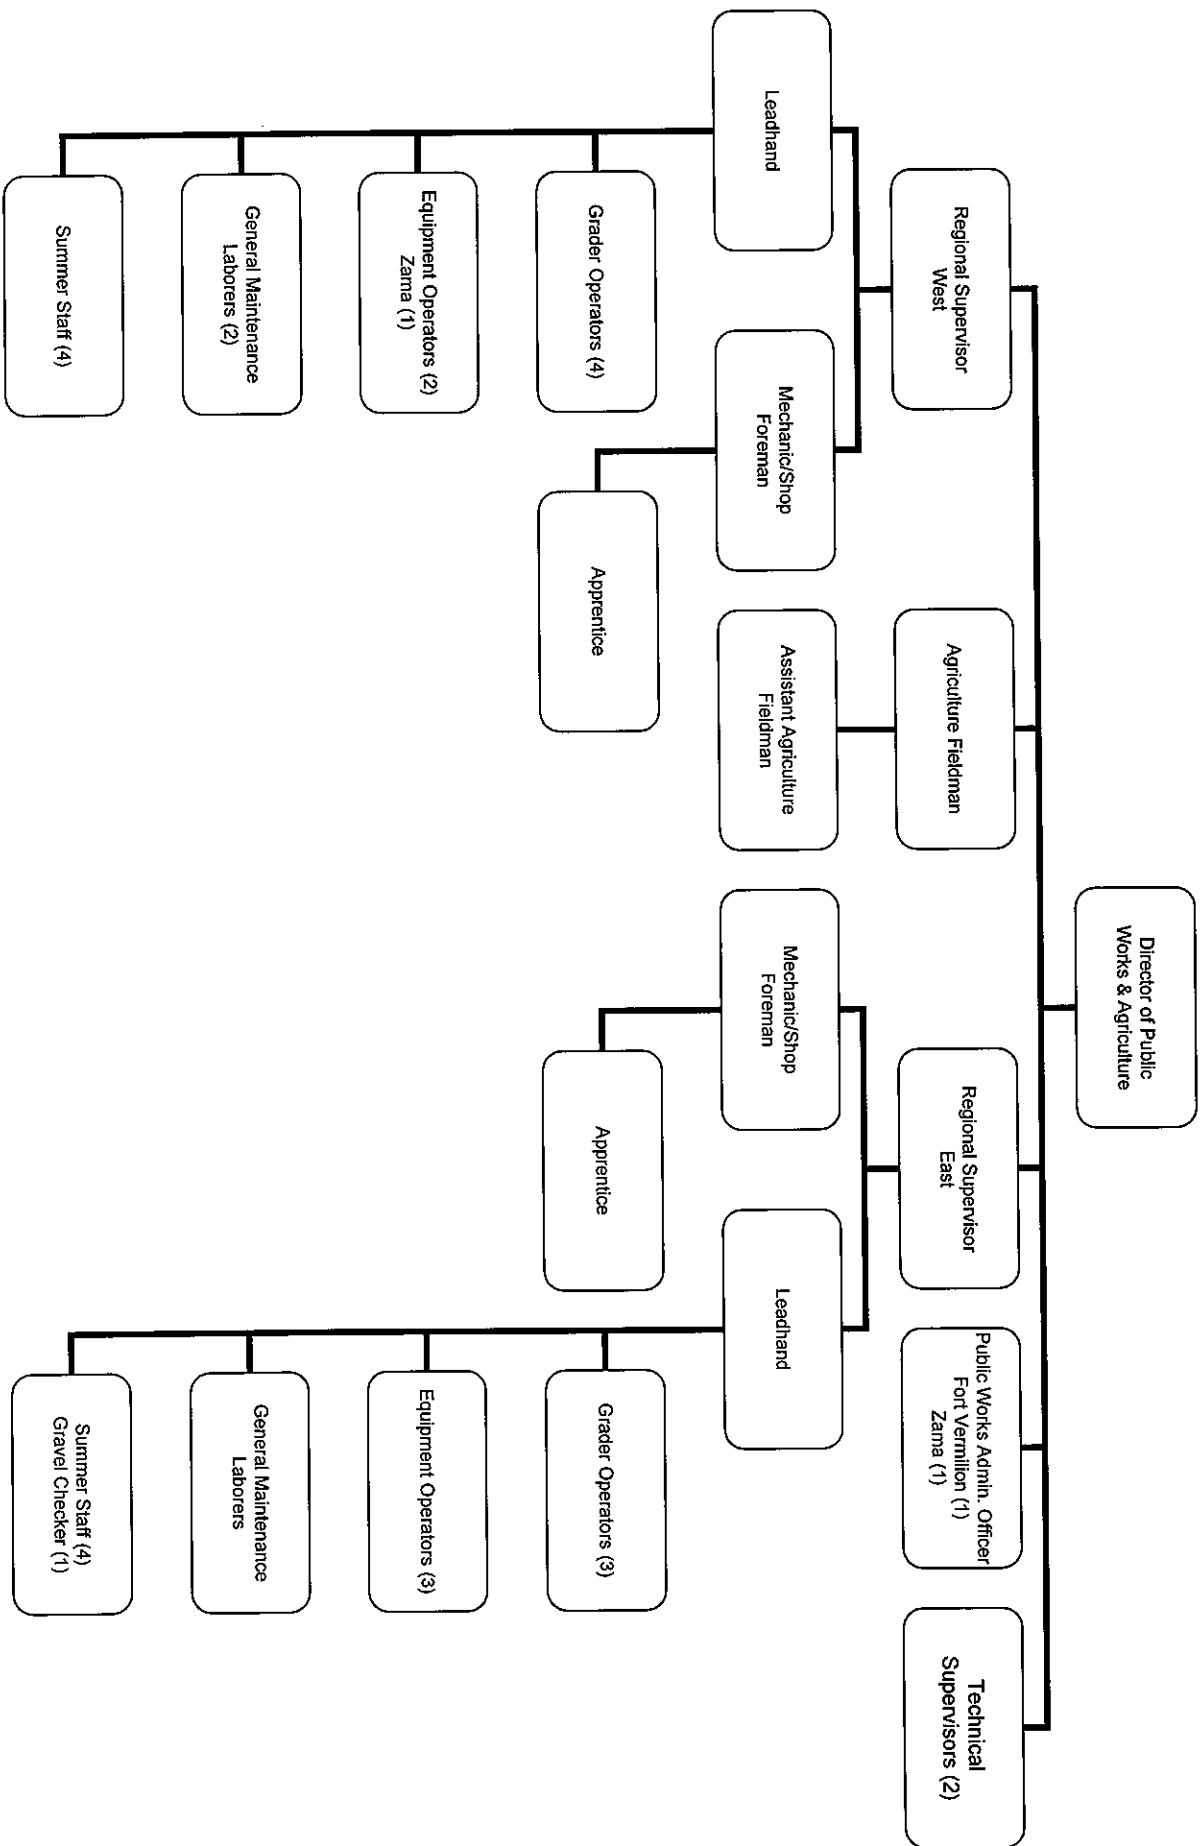 Director of Public
Works & Agriculture
Regional Supervisor
West
Agriculture Fieldman
Regional Supervisor
East
Public Works Admin. Officer
Fort Vermilion (1)
Zama (1)
Technical
Supervisors (2)
Leadhand
Mechanic/Shop
Foreman
Assistant Agriculture
Fieldman
Mechanic/Shop
Foreman
Leadhand
Grader Operators (4)
Apprentice
Apprentice
Grader Operators (3)
Equipment Operators (2)
Zama (1)
Equipment Operators (3)
General Maintenance
Laborers (2)
General Maintenance
Laborers
Summer Staff (4)
Summer Staff (4)
Gravel Checker (1)